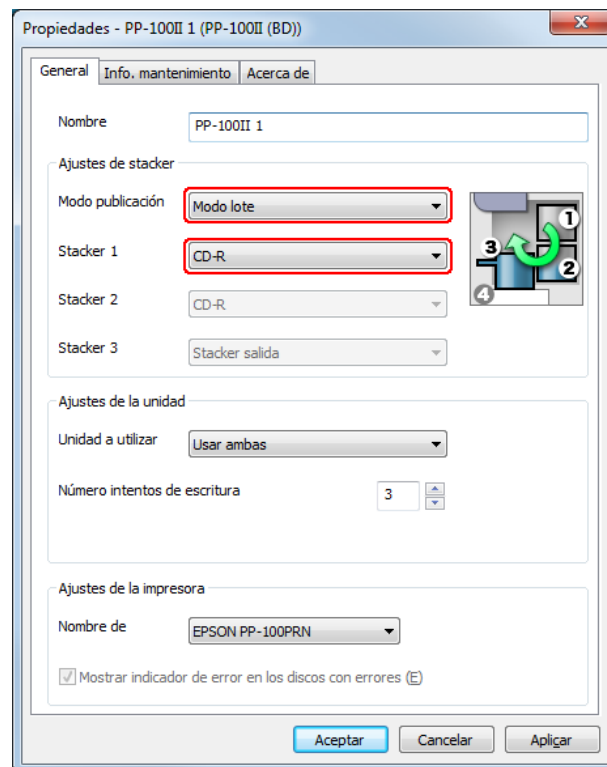 Propiedades - PP-100II 1 (PP-100II (BD))
General Info. mantenimiento Acerca de
Nombre PP-100II 1
Ajustes de stacker
Modo publicación Modo lote
Stacker 1 CD-R
Stacker 2 CD-R
Stacker 3 Stacker salida
1
3
2
4
Ajustes de la unidad
Unidad a utilizar Usar ambas
Número intentos de escritura 3
Ajustes de la impresora
Nombre de EPSON PP-100PRN
Mostrar indicador de error en los discos con errores (E)
Aceptar Cancelar Aplicar